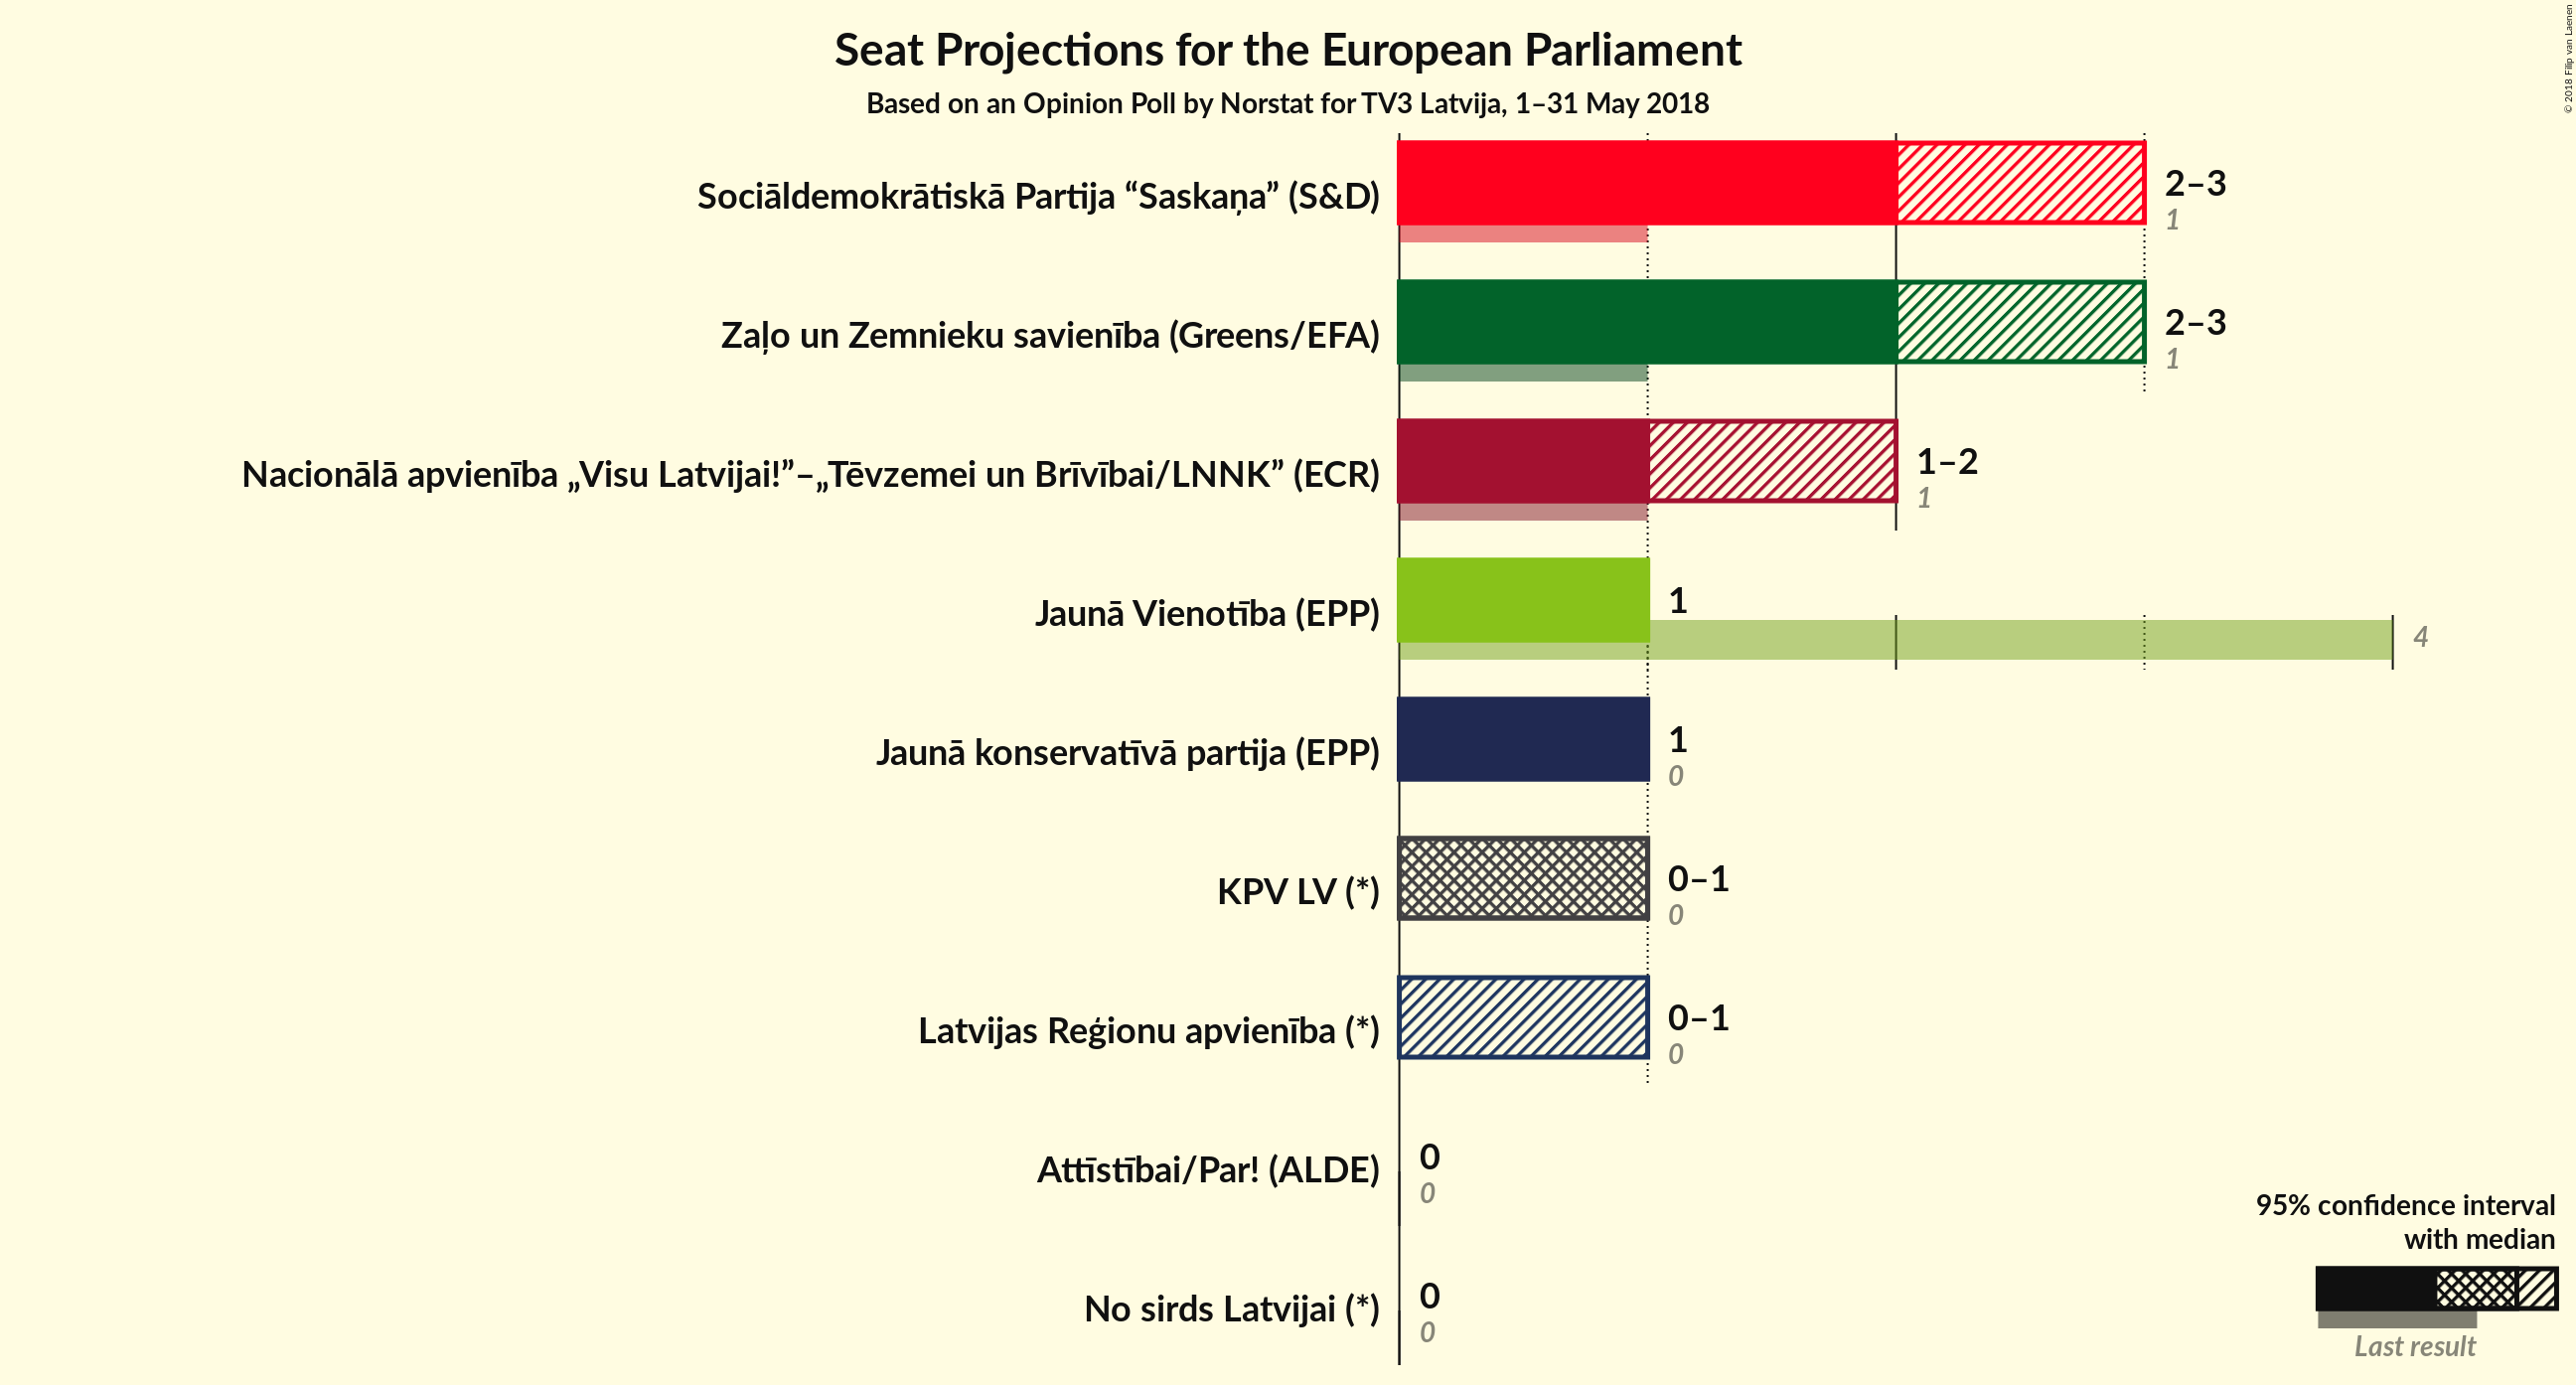 Seat Projections for the European Parliament
Based on an Opinion Poll by Norstat for TV3 Latvija, 1–31 May 2018
© 2018 Filip van Laenen
Sociāldemokrātiskā Partija “Saskaņa” (S&D)
2–3
1
Zaļo un Zemnieku savienība (Greens/EFA)
2–3
1
Nacionālā apvienība „Visu Latvijai!”–„Tēvzemei un Brīvībai/LNNK” (ECR)
1–2
1
Jaunā Vienotība (EPP)
1
4
Jaunā konservatīvā partija (EPP)
1
0
KPV LV (*)
0–1
0
Latvijas Reģionu apvienība (*)
0–1
0
Attīstībai/Par! (ALDE)
0
0
No sirds Latvijai (*)
0
0
95% confidence interval
with median
Last result